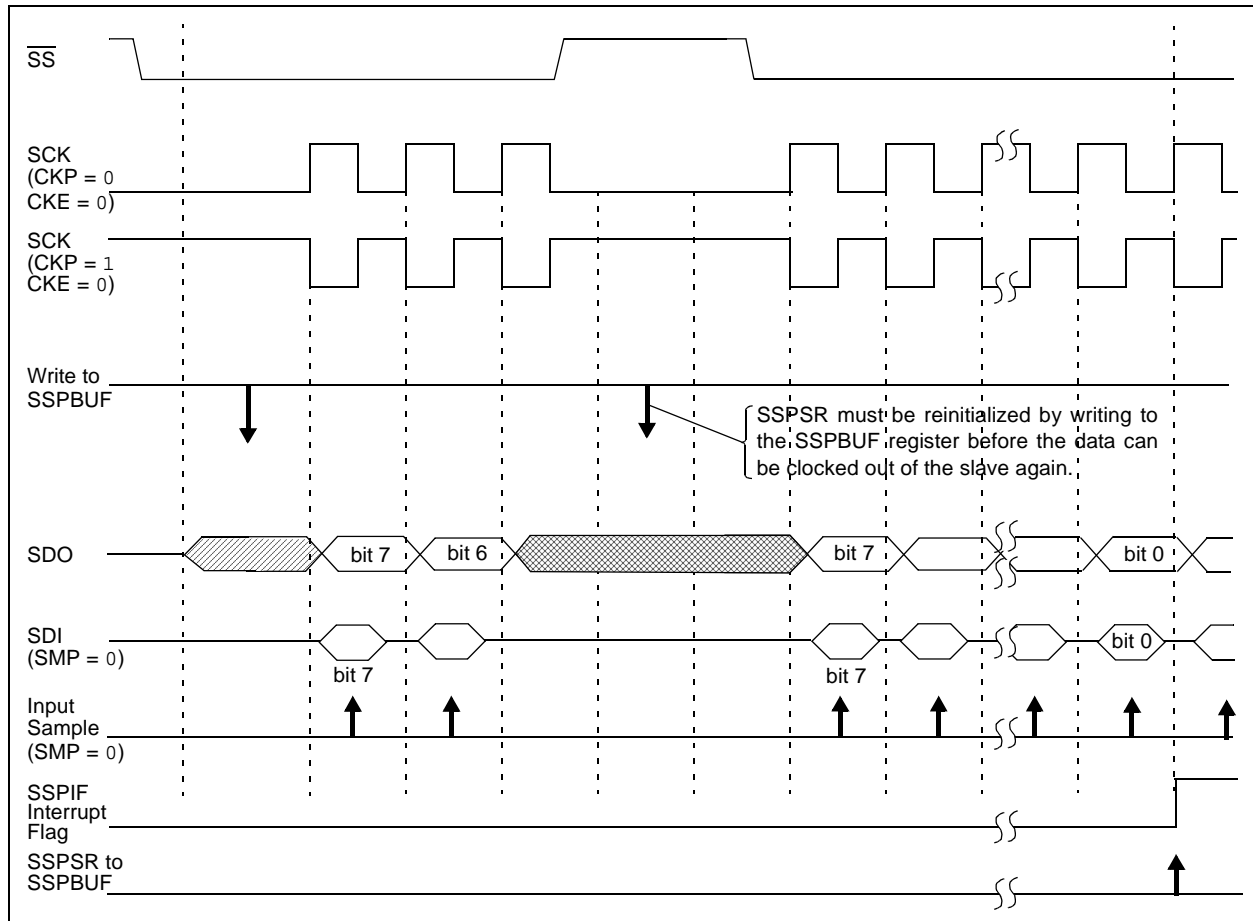 SS
SCK
(CKP = 0
CKE = 0)
SCK
(CKP = 1
CKE = 0)
Write to
SSPBUF
SSPSR must be reinitialized by writing to
the SSPBUF register before the data can
be clocked out of the slave again.
SDO
bit 7
bit 6
bit 7
bit 0
SDI
(SMP = 0)
bit 7
bit 7
bit 0
Input
Sample
(SMP = 0)
SSPIF
Interrupt
Flag
SSPSR to
SSPBUF